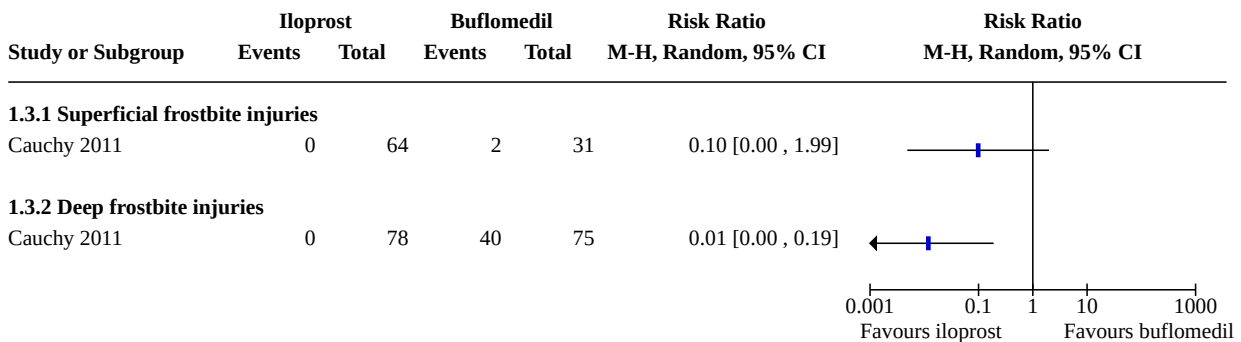 Iloprost Buflomedil Risk Ratio Risk Ratio
Study or Subgroup Events Total Events Total M-H, Random, 95% CI M-H, Random, 95% CI
1.3.1 Superficial frostbite injuries
Cauchy 2011 0 64 2 31 0.10 [0.00 , 1.99]
1.3.2 Deep frostbite injuries
Cauchy 2011 0 78 40 75 0.01 [0.00 , 0.19]
0.001 0.1 1 10 1000
Favours iloprost Favours buflomedil